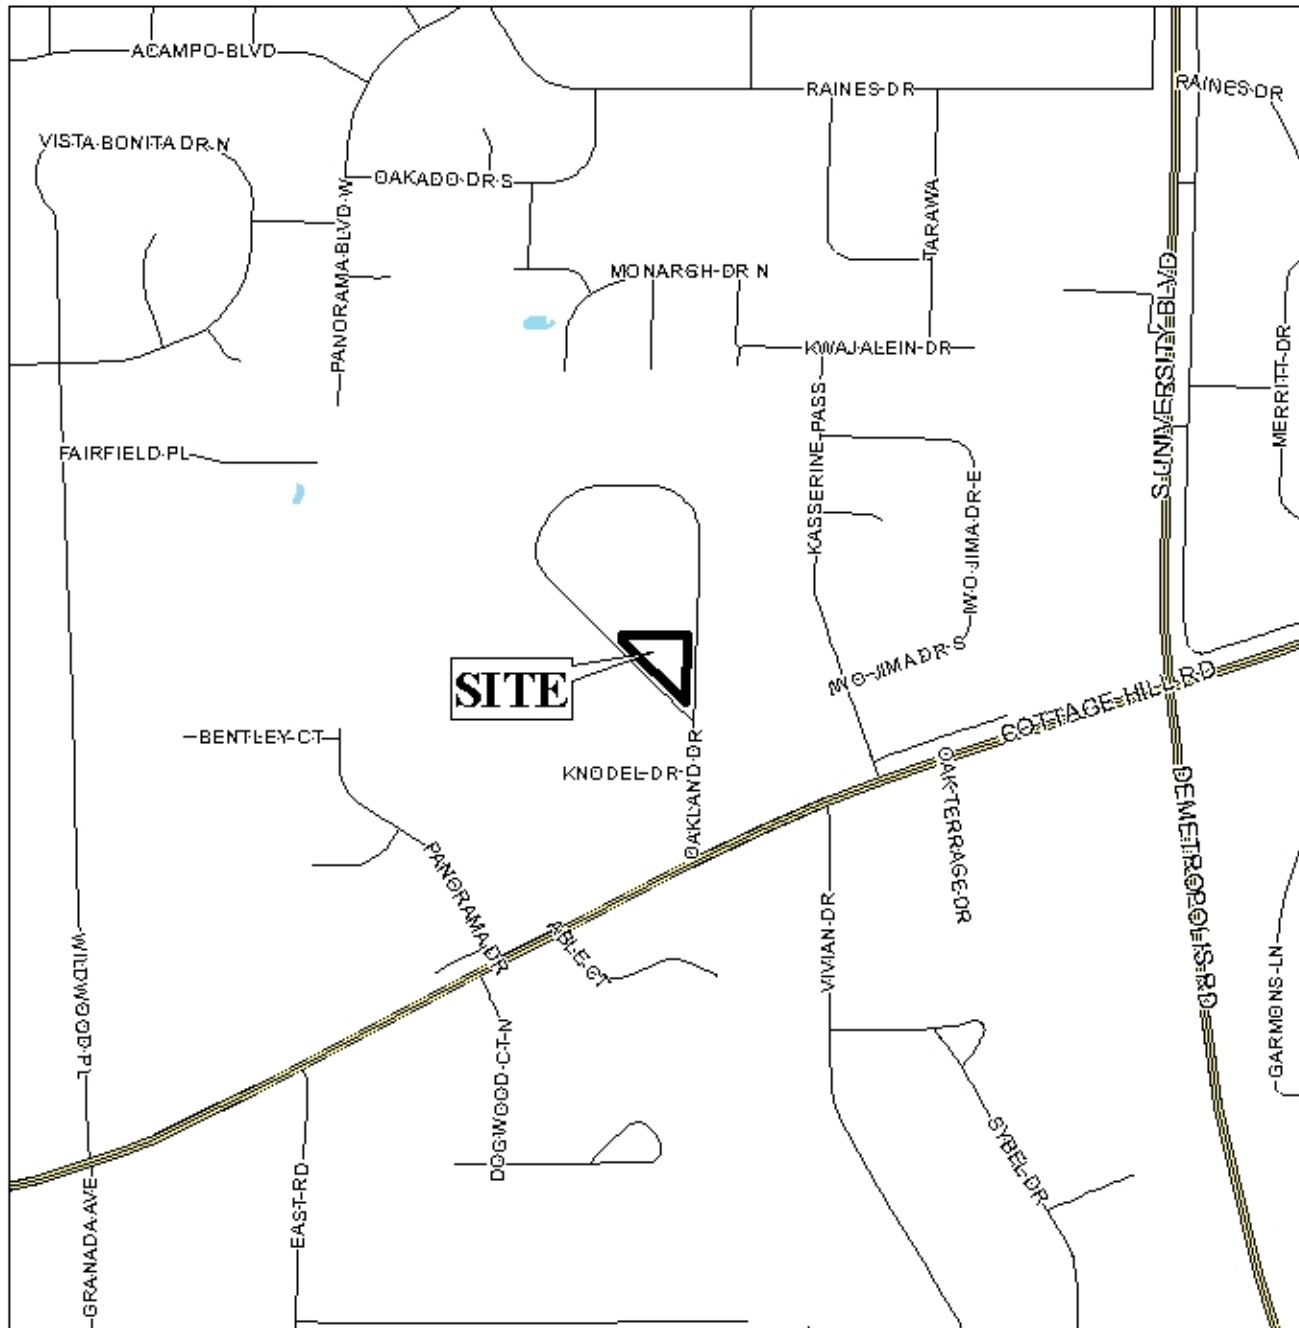 ACAMPO BLVD
RAINES DR
RAINES DR
VISTA BONITA DR N
OAKADO DR S
PANORAMA BLVD W
TARAWA
MONARSH DR N
S UNIVERSITY BLVD
KWAJALEIN DR
MERRITT DR
KASSERINE PASS
FAIRFIELD PL
IWO JIMA DR E
IWO JIMA DR S
SITE
COTTAGE HILL RD
BENTLEY CT
KNODEL DR
OAKLAND DR
OAK TERRAGE DR
DEMETROPOLIS RD
PANORAMA DR
ABLE CT
VIVIAN DR
WILDWOOD PL
GARMONS LN
DOGWOOD CT N
SYBEL DR
EAST RD
GRANADA AVE